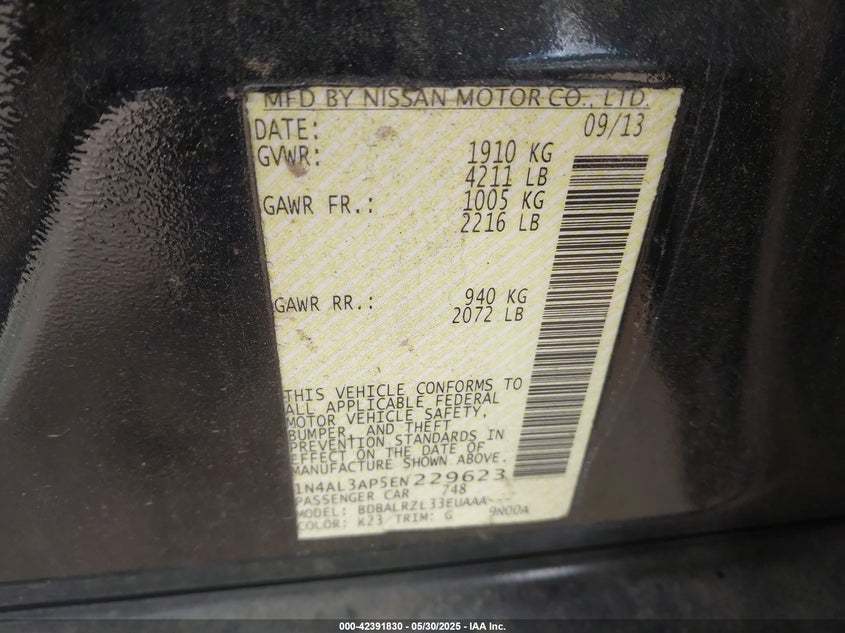 MFD BY NISSAN MOTOR CO., LTD.
DATE: 09/13
GVWR: 1910 KG
4211 LB
GAWR FR.: 1005 KG
2216 LB
GAWR RR.: 940 KG
2072 LB
THIS VEHICLE CONFORMS TO
ALL APPLICABLE FEDERAL
MOTOR VEHICLE SAFETY,
BUMPER, AND THEFT
PREVENTION STANDARDS IN
EFFECT ON THE DATE OF
MANUFACTURE SHOWN ABOVE.
1N4AL3AP5EN229623
PASSENGER CAR 748
MODEL: BDBALRZL33EUAAA---
COLOR: K23 TRIM: G 9N00A
000-42391830 - 05/30/2025 - IAA Inc.